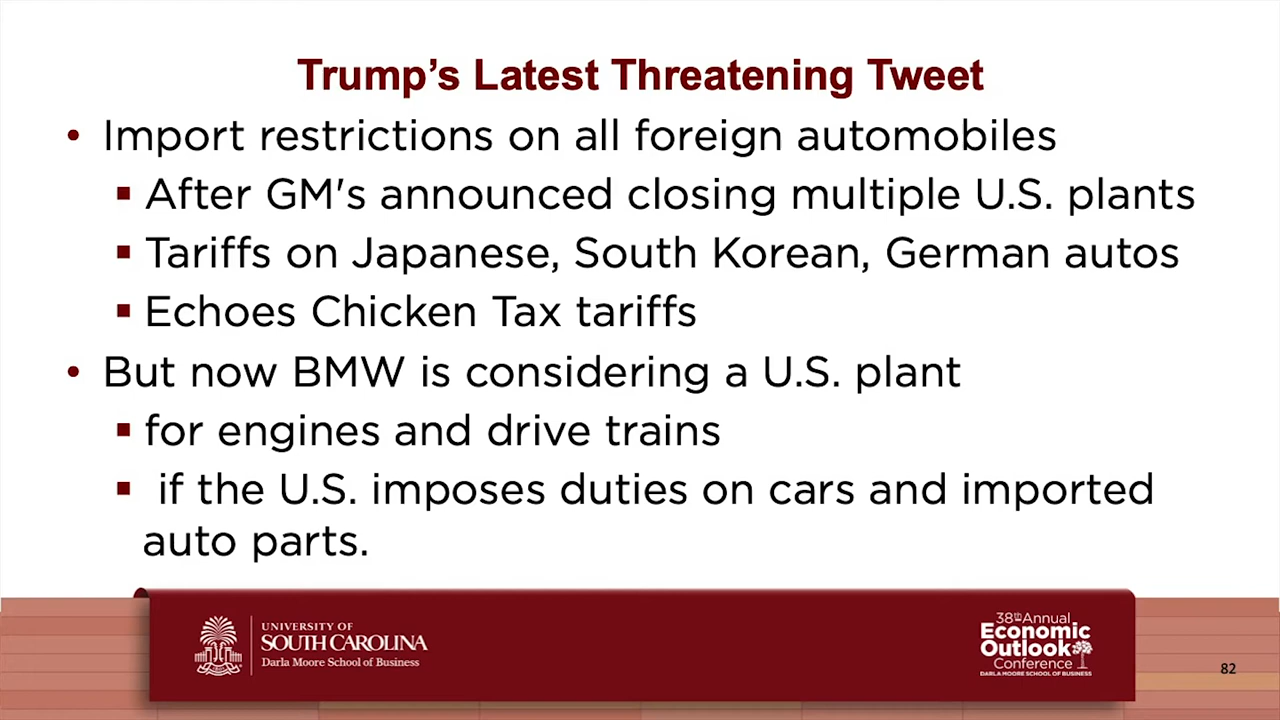 Trump’s Latest Threatening Tweet
• Import restrictions on all foreign automobiles
▪ After GM's announced closing multiple U.S. plants
▪ Tariffs on Japanese, South Korean, German autos
▪ Echoes Chicken Tax tariffs
• But now BMW is considering a U.S. plant
▪ for engines and drive trains
▪ if the U.S. imposes duties on cars and imported
auto parts.
UNIVERSITY OF
SOUTH CAROLINA
Darla Moore School of Business
38th Annual
Economic
Outlook
Conference
DARLA MOORE SCHOOL OF BUSINESS
82